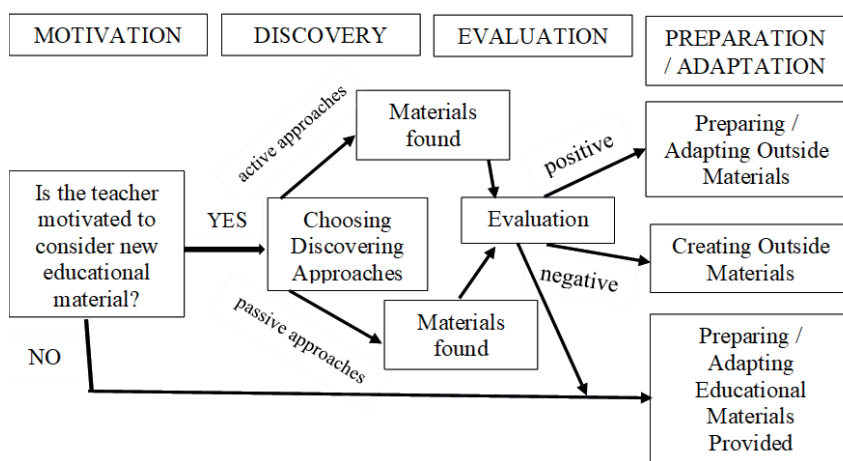 MOTIVATION
DISCOVERY
EVALUATION
PREPARATION
/ ADAPTATION
Is the teacher
motivated to
consider new
educational
material?
YES
NO
active approaches
passive approaches
Choosing
Discovering
Approaches
Materials
found
Materials
found
Evaluation
positive
negative
Preparing /
Adapting Outside
Materials
Creating Outside
Materials
Preparing /
Adapting
Educational
Materials
Provided